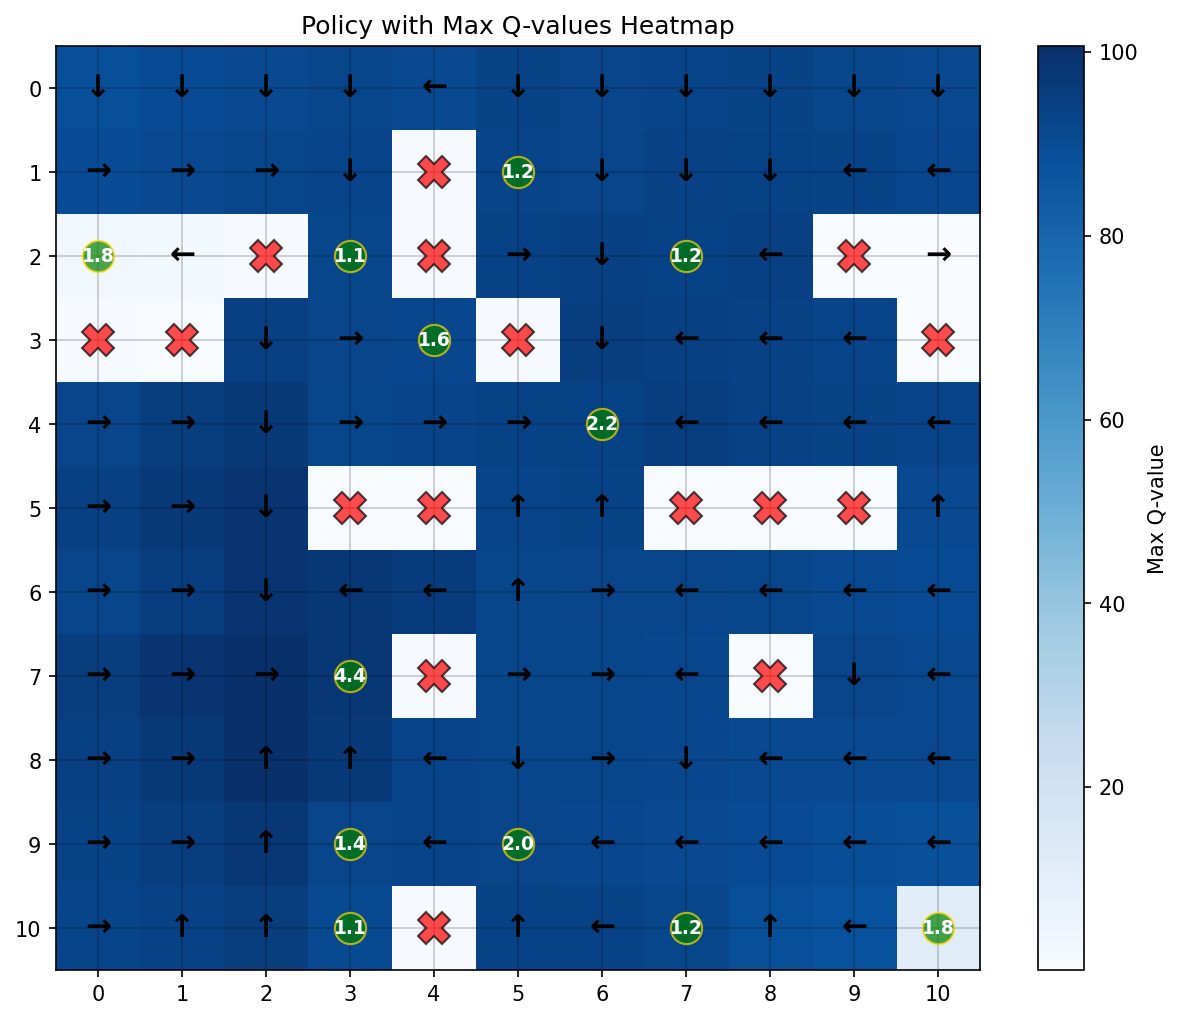 Policy with Max Q-values Heatmap
0 ↓ ↓ ↓ ↓ ← ↓ ↓ ↓ ↓ ↓ ↓
1 → → → ↓ 1.2 ↓ ↓ ↓ ← ←
2 1.8 ← 1.1 → ↓ 1.2 ← →
3 ↓ → 1.6 ↓ ← ← ←
4 → → ↓ → → → 2.2 ← ← ← ←
5 → → ↓ ↑ ↑ ↑
6 → → ↓ ← ← ↑ → ← ← ← ←
7 → → → 4.4 → → ← ↓ ←
8 → → ↑ ↑ ← ↓ → ↓ ← ← ←
9 → → ↑ 1.4 ← 2.0 ← ← ← ← ←
10 → ↑ ↑ 1.1 ↑ ← 1.2 ↑ ← 1.8
0 1 2 3 4 5 6 7 8 9 10
100
80
60
40
20
Max Q-value